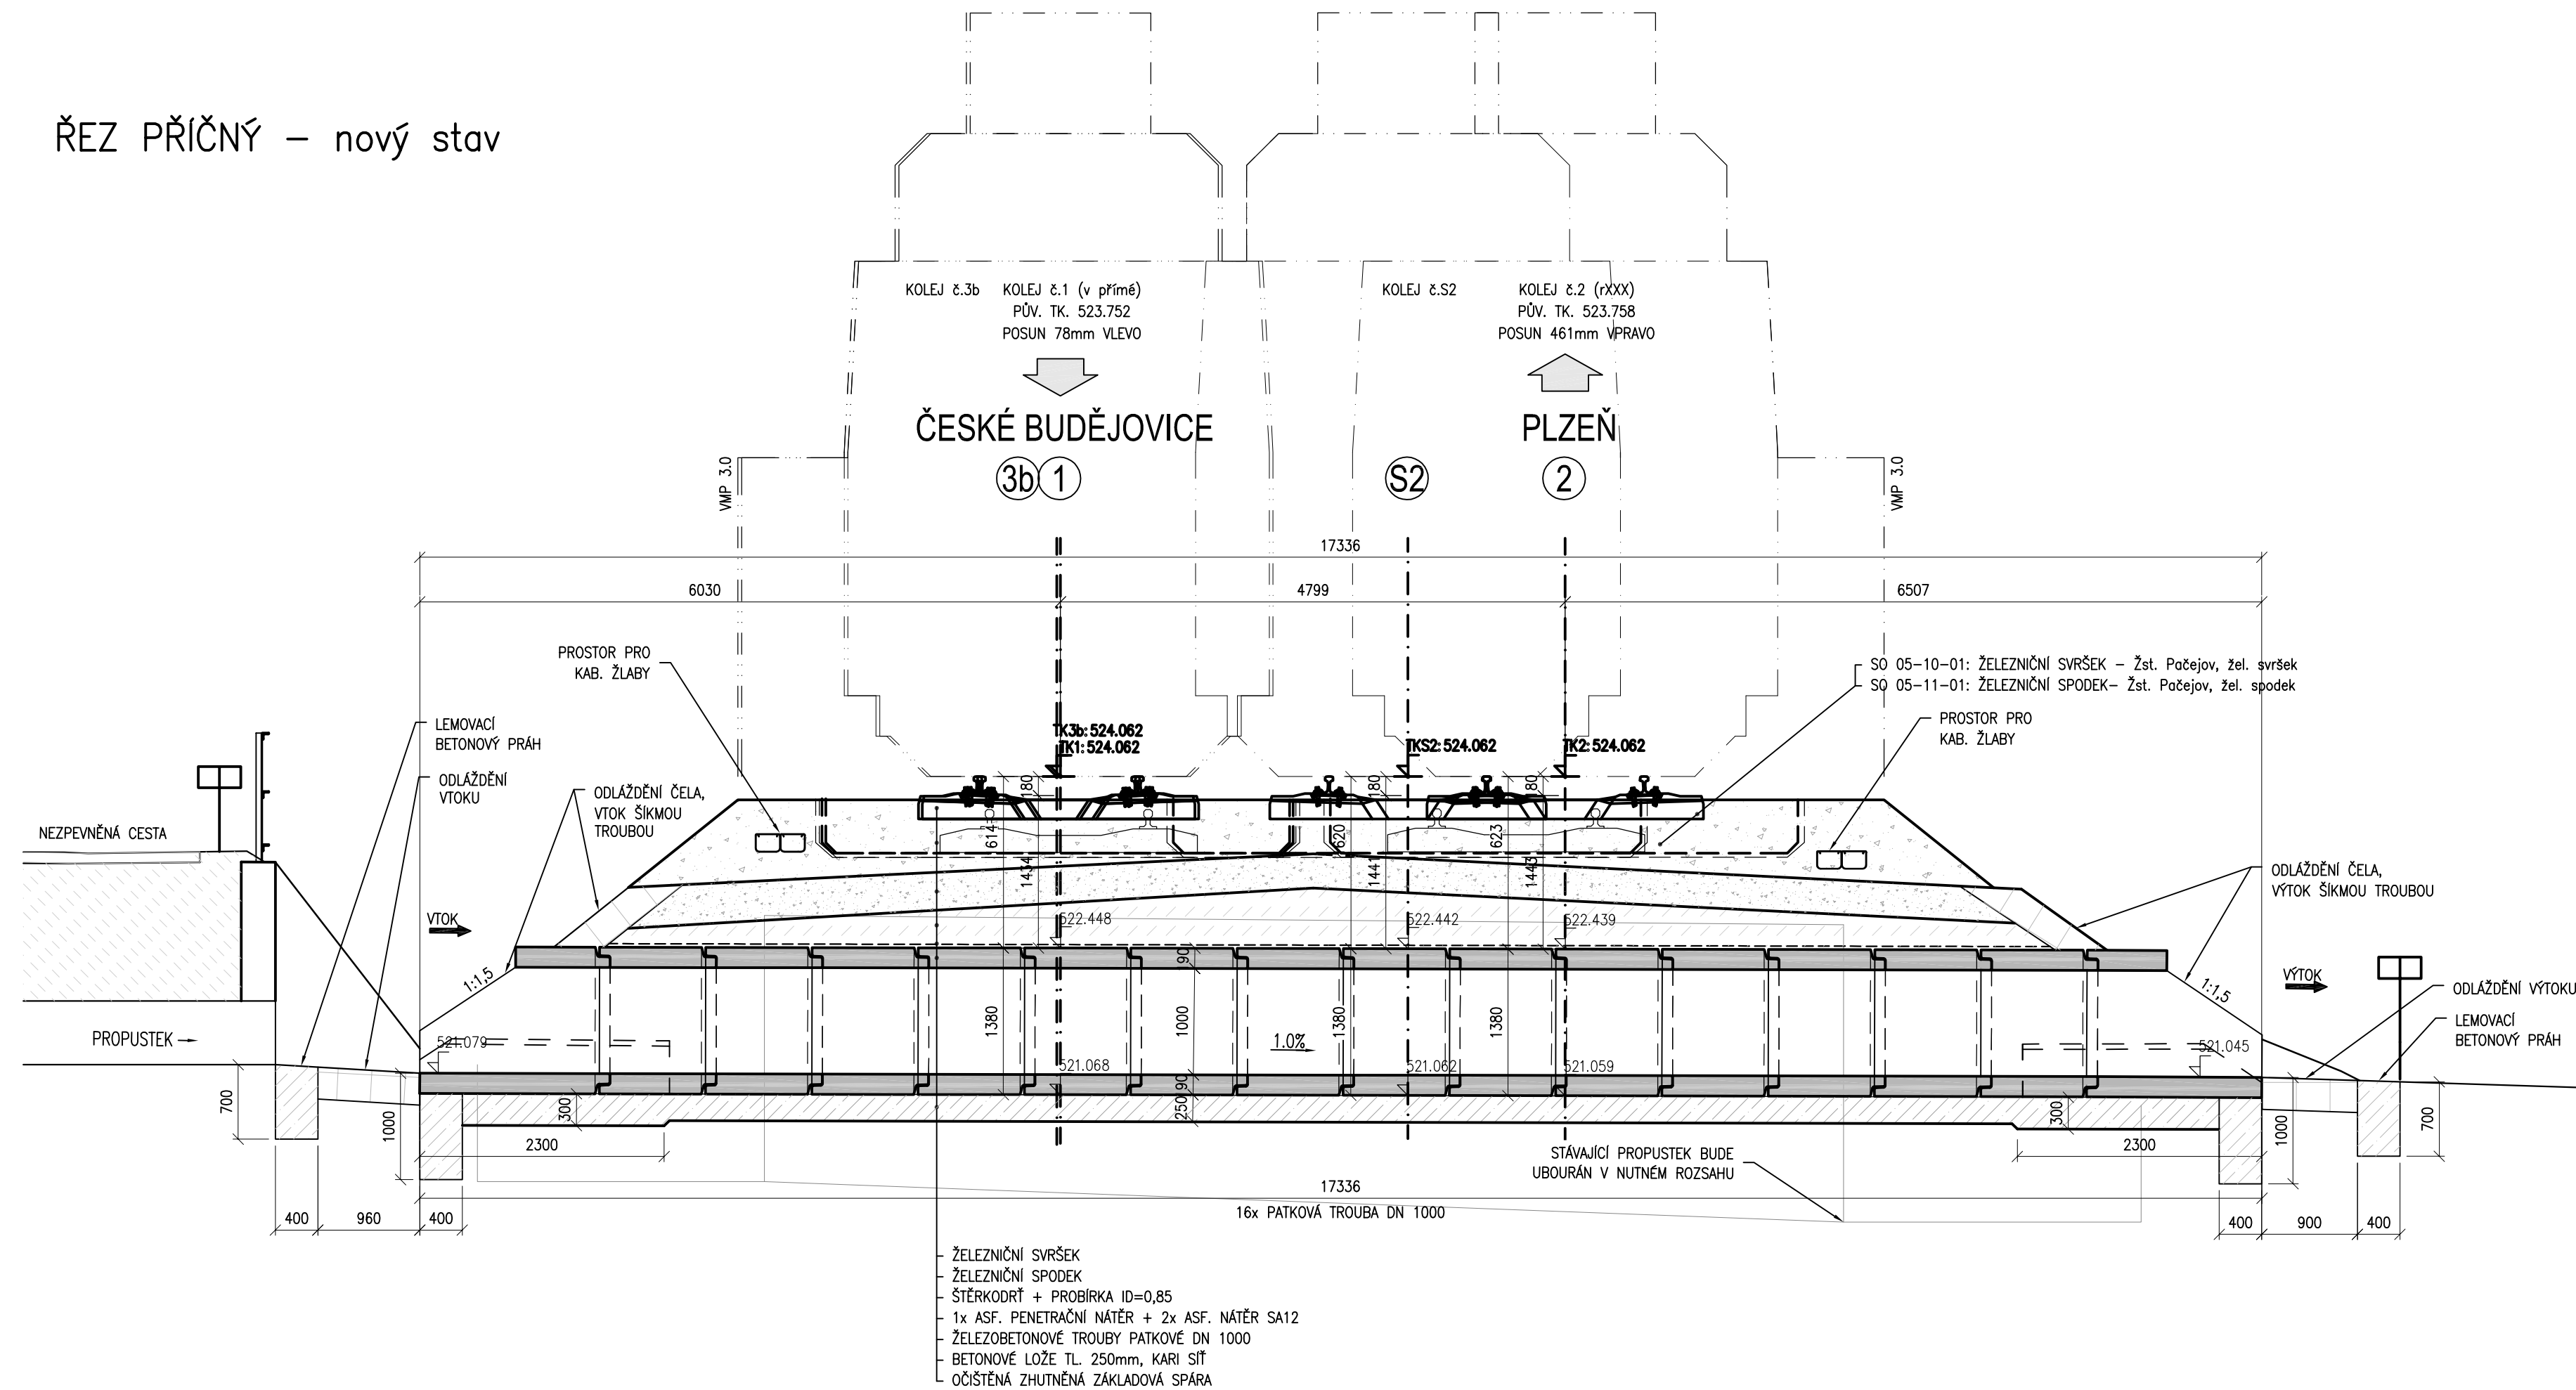 ŘEZ PŘÍČNÝ – nový stav
KOLEJ č.3b
KOLEJ č.1 (v přímé)
PŮV. TK. 523.752
POSUN 78mm VLEVO
KOLEJ č.S2
KOLEJ č.2 (rXXX)
PŮV. TK. 523.758
POSUN 461mm VPRAVO
ČESKÉ BUDĚJOVICE
PLZEŇ
3b
1
S2
2
VMP 3.0
VMP 3.0
17336
6030
4799
6507
PROSTOR PRO
KAB. ŽLABY
SO 05-10-01: ŽELEZNIČNÍ SVRŠEK – Žst. Pačejov, žel. svršek
SO 05-11-01: ŽELEZNIČNÍ SPODEK– Žst. Pačejov, žel. spodek
LEMOVACÍ
BETONOVÝ PRÁH
PROSTOR PRO
KAB. ŽLABY
TK3b: 524.062
TK1: 524.062
TKS2: 524.062
TK2: 524.062
ODLÁŽDĚNÍ
VTOKU
ODLÁŽDĚNÍ ČELA,
VTOK ŠIKMOU
TROUBOU
180
180
180
NEZPEVNĚNÁ CESTA
614
620
623
1434
1441
1443
ODLÁŽDĚNÍ ČELA,
VÝTOK ŠIKMOU TROUBOU
VTOK
522.448
522.442
522.439
1:1,5
90
VÝTOK
1:1,5
ODLÁŽDĚNÍ VÝTOKU
PROPUSTEK
521.079
1380
1000
1.0%
1380
1380
521.045
LEMOVACÍ
BETONOVÝ PRÁH
521.068
521.062
521.059
90
700
1000
300
250
300
1000
700
2300
2300
STÁVAJÍCÍ PROPUSTEK BUDE
UBOURÁN V NUTNÉM ROZSAHU
17336
16x PATKOVÁ TROUBA DN 1000
400
960
400
400
900
400
ŽELEZNIČNÍ SVRŠEK
ŽELEZNIČNÍ SPODEK
ŠTĚRKODRŤ + PROBÍRKA ID=0,85
1x ASF. PENETRAČNÍ NÁTĚR + 2x ASF. NÁTĚR SA12
ŽELEZOBETONOVÉ TROUBY PATKOVÉ DN 1000
BETONOVÉ LOŽE TL. 250mm, KARI SÍŤ
OČIŠTĚNÁ ZHUTNĚNÁ ZÁKLADOVÁ SPÁRA